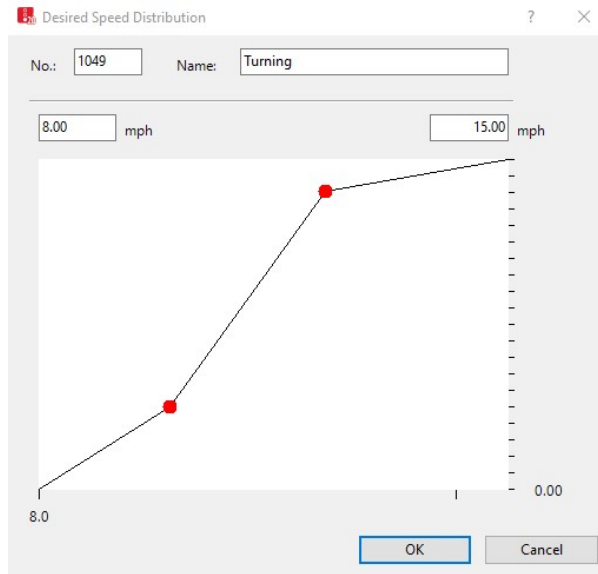 Desired Speed Distribution ? ×
No.: 1049 Name: Turning
8.00 mph 15.00 mph
0.00
8.0
OK Cancel